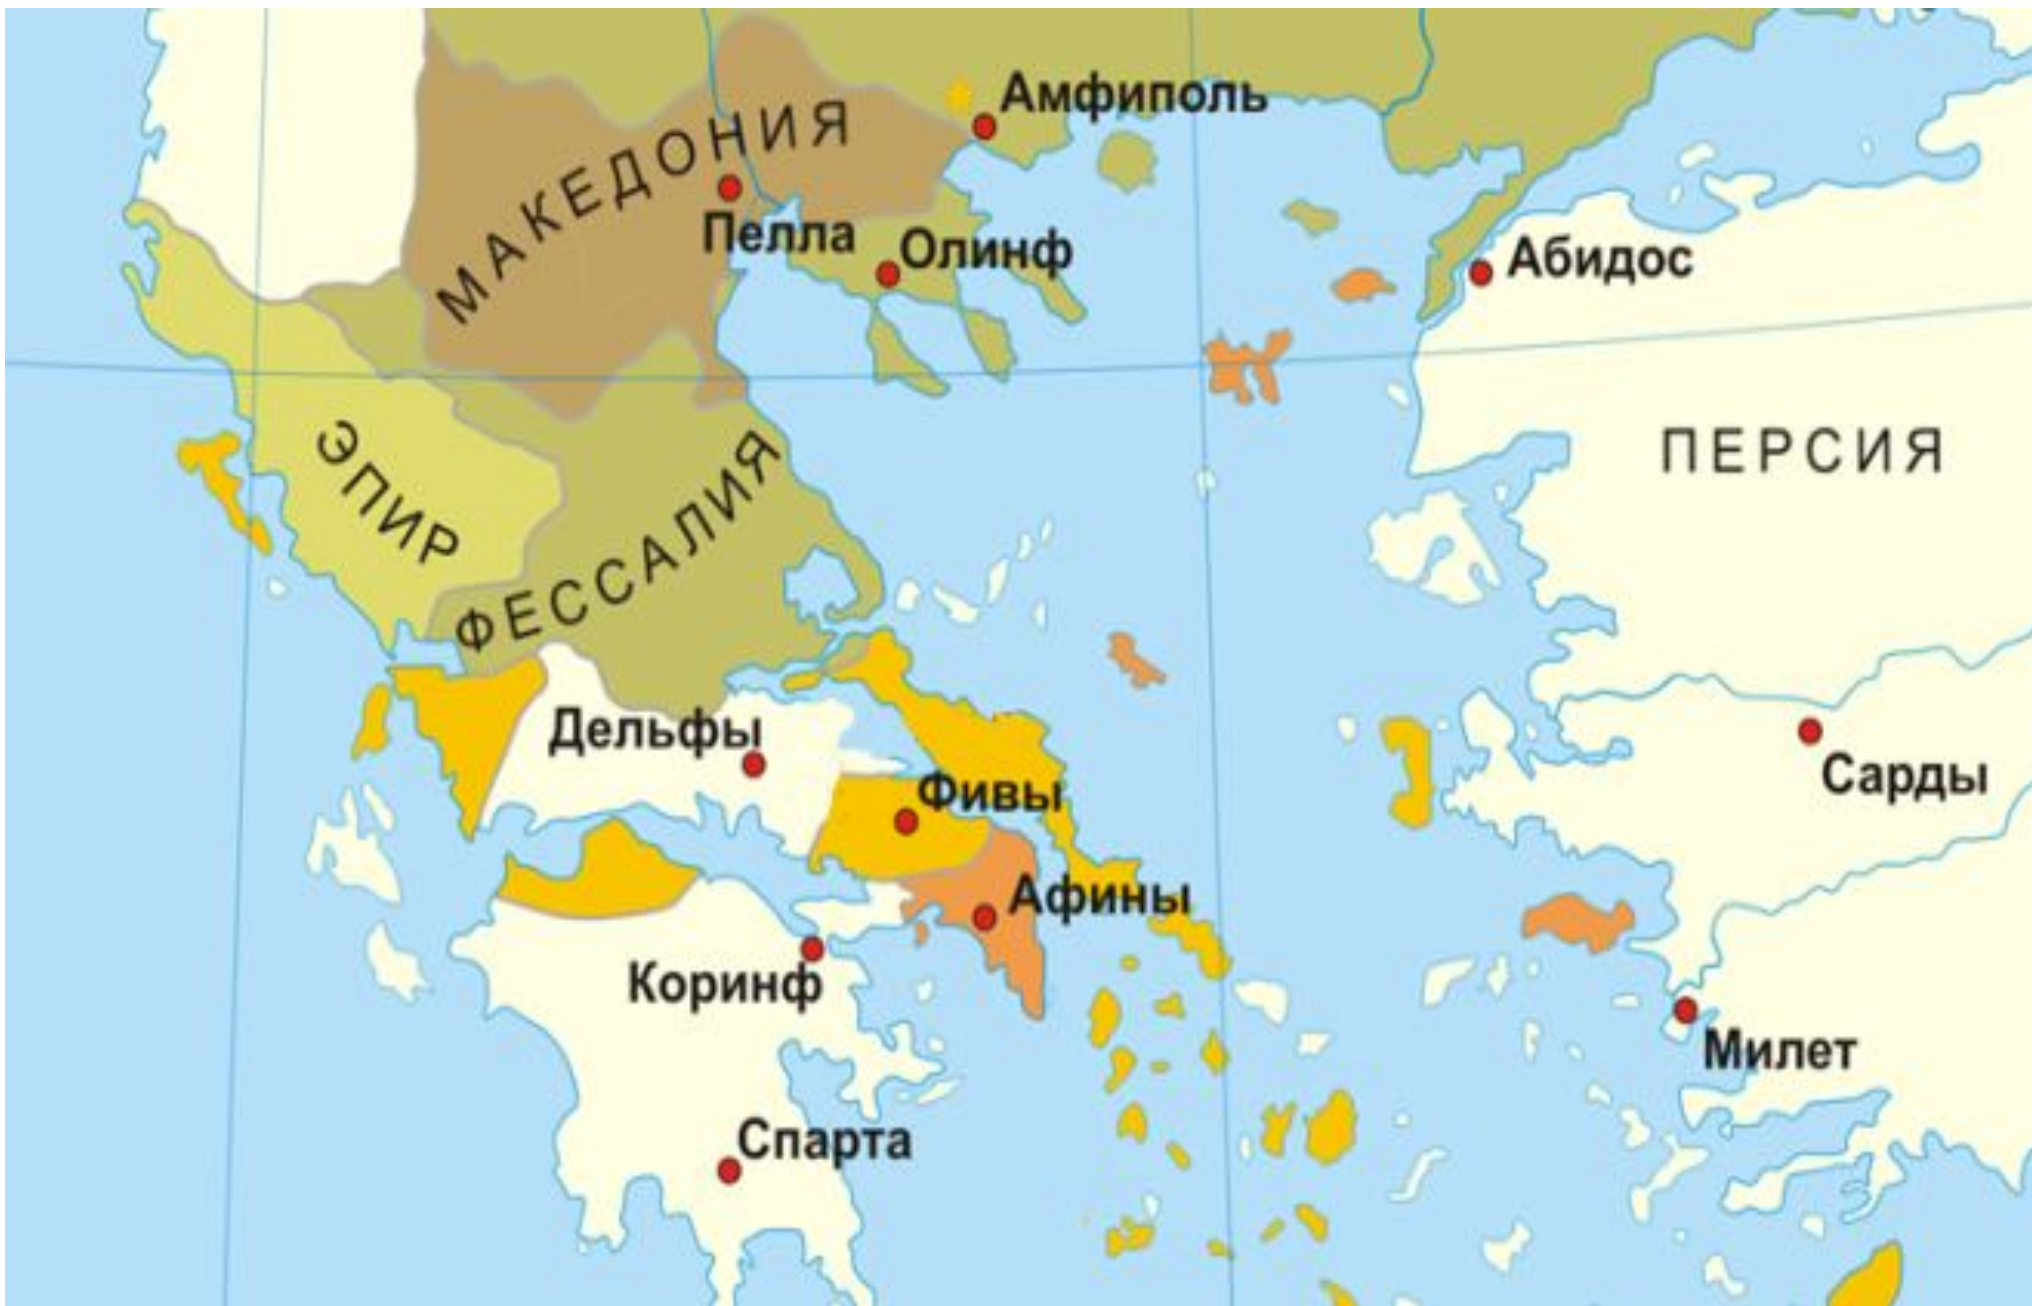 Амфиполь
МАКЕДОНИЯ
Пелла
Олинф
Абидос
ПЕРСИЯ
ЭПИР
ФЕССАЛИЯ
Дельфы
Фивы
Сарды
Афины
Коринф
Милет
Спарта